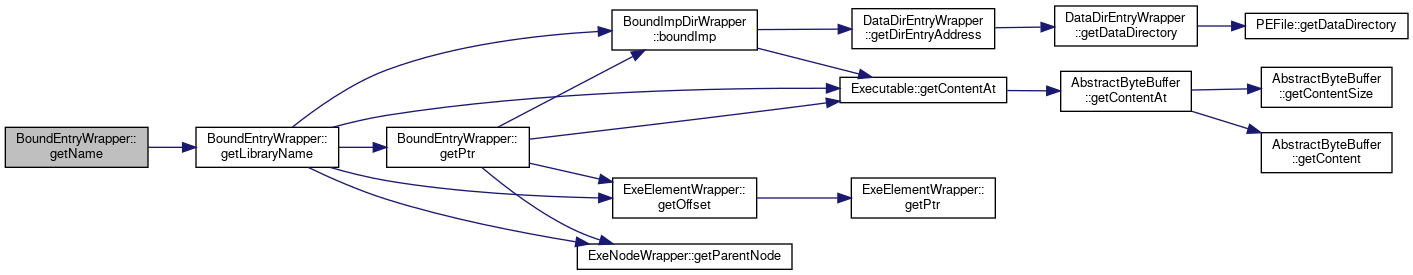 BoundEntryWrapper::
getName
BoundEntryWrapper::
getLibraryName
BoundImpDirWrapper
::boundImp
BoundEntryWrapper::
getPtr
DataDirEntryWrapper
::getDirEntryAddress
DataDirEntryWrapper
::getDataDirectory
PEFile::getDataDirectory
Executable::getContentAt
AbstractByteBuffer
::getContentAt
AbstractByteBuffer
::getContentSize
AbstractByteBuffer
::getContent
ExeElementWrapper::
getOffset
ExeElementWrapper::
getPtr
ExeNodeWrapper::getParentNode